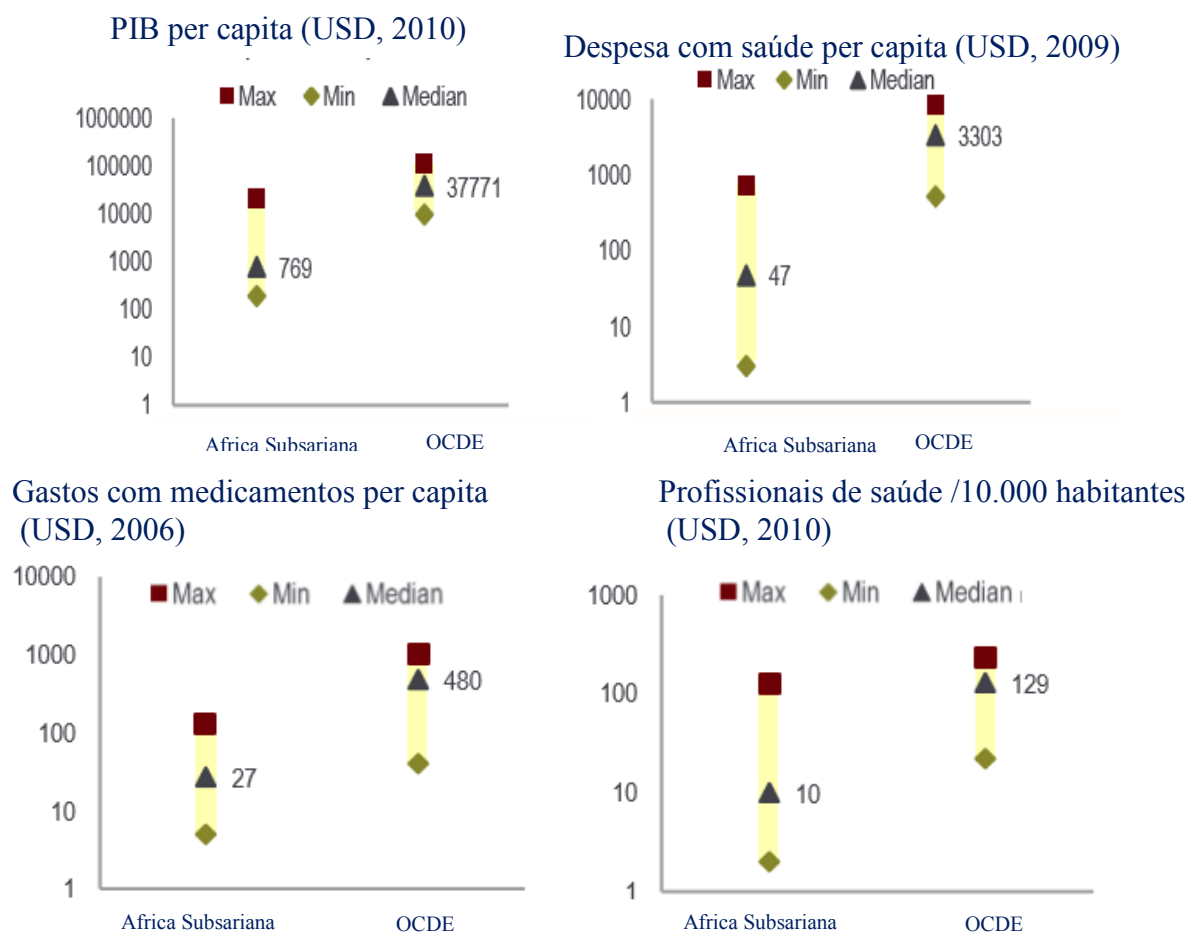 PIB per capita (USD, 2010)
Max Min Median
1000000
100000
10000
1000
100
10
1
37771
769
Africa Subsariana OCDE
Despesa com saúde per capita (USD, 2009)
Max Min Median
10000
1000
100
10
1
3303
47
Africa Subsariana OCDE
Gastos com medicamentos per capita
(USD, 2006)
Max Min Median
10000
1000
100
10
1
480
27
Africa Subsariana OCDE
Profissionais de saúde /10.000 habitantes
(USD, 2010)
Max Min Median
1000
100
10
1
129
10
Africa Subsariana OCDE